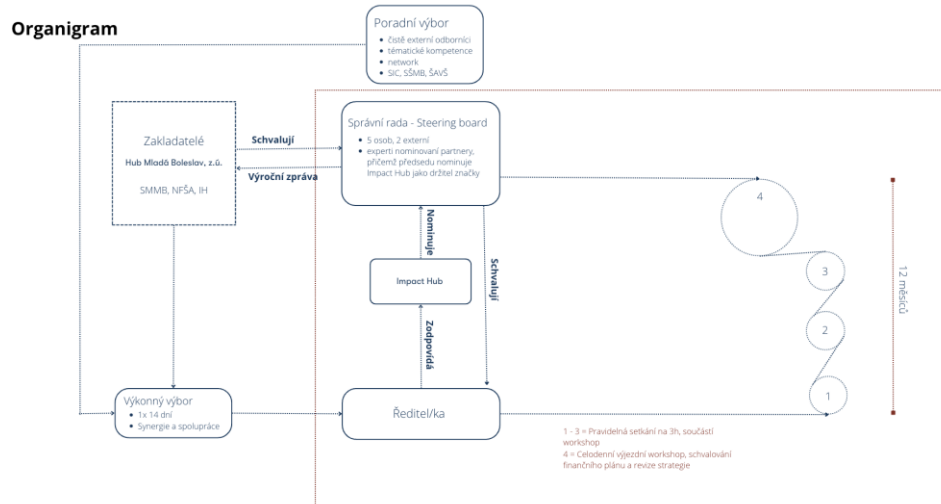 Organigram
Poradní výbor
čistě externí odborníci
tématické kompetence
network
SIC, SŠMB, ŠAVŠ
Zakladatelé
Hub Mladá Boleslav, z.ú.
SMMB, NFŠA, IH
Schvalují
Výroční zpráva
Správní rada - Steering board
5 osob, 2 externí
experti nominovaní partnery,
přičemž předsedu nominuje
Impact Hub jako držitel značky
Nominuje
Impact Hub
Schvalují
Zodpovídá
4
3
2
1
12 měsíců
Výkonný výbor
1x 14 dní
Synergie a spolupráce
Ředitel/ka
1 - 3 = Pravidelná setkání na 3h, součástí
workshop
4 = Celodenní výjezdní workshop, schvalování
finančního plánu a revize strategie